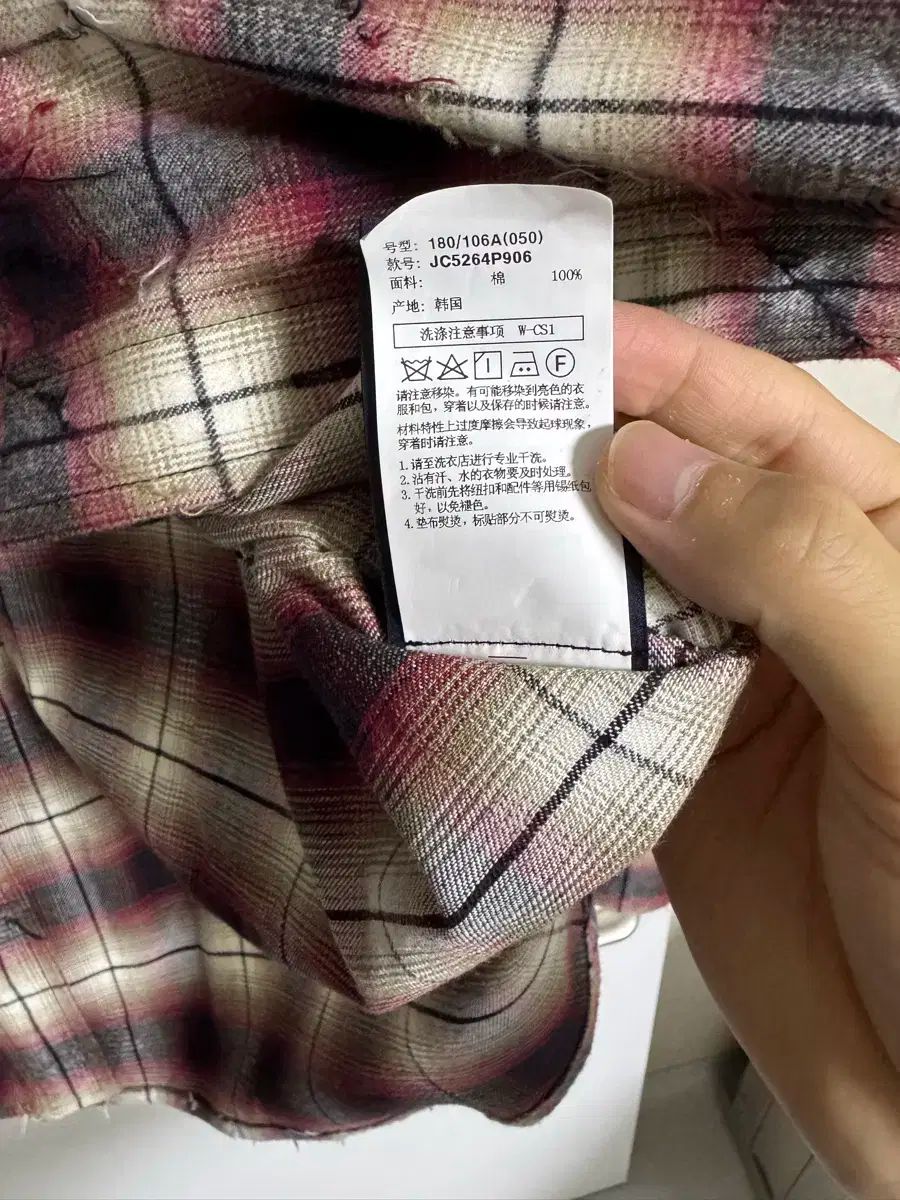 号型: 180/106A(050)
款号: JC5264P906
面料: 棉 100%
产地: 韩国
洗涤注意事项 W-CS1
F
请注意移染。有可能移染到亮色的衣
服和包，穿着以及保存的时候请注意。
材料特性上过度摩擦会导致起球现象，
穿着时请注意。
1.请至洗衣店进行专业干洗。
2.沾有汗、水的衣物要及时处理。
3.干洗前先将纽扣和配件等用锡纸包
好，以免褪色。
4.垫布熨烫，标贴部分不可熨烫。